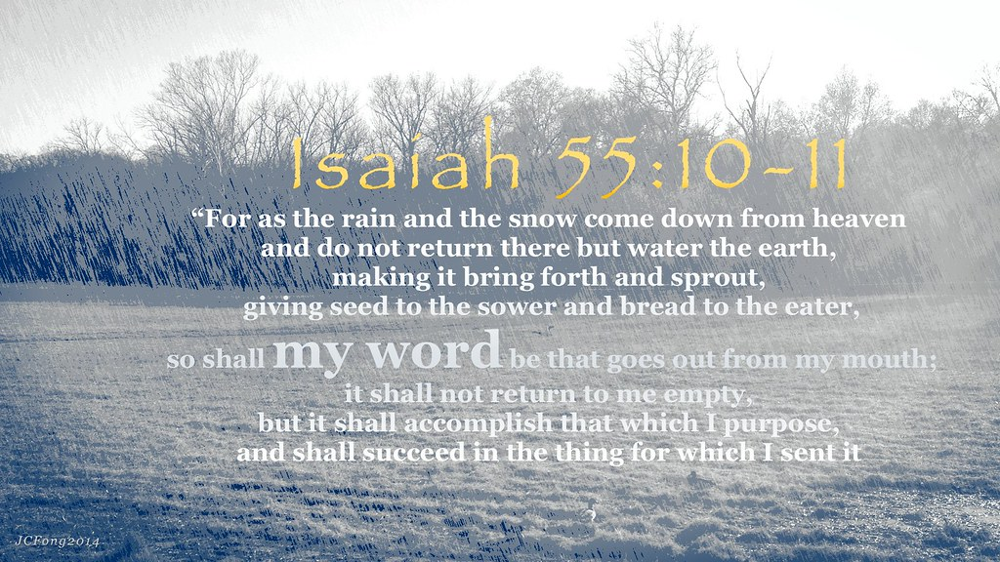 Isaiah 55:10-11
“For as the rain and the snow come down from heaven
and do not return there but water the earth,
making it bring forth and sprout,
giving seed to the sower and bread to the eater,
so shall my word be that goes out from my mouth;
it shall not return to me empty,
but it shall accomplish that which I purpose,
and shall succeed in the thing for which I sent it
JCFong2014